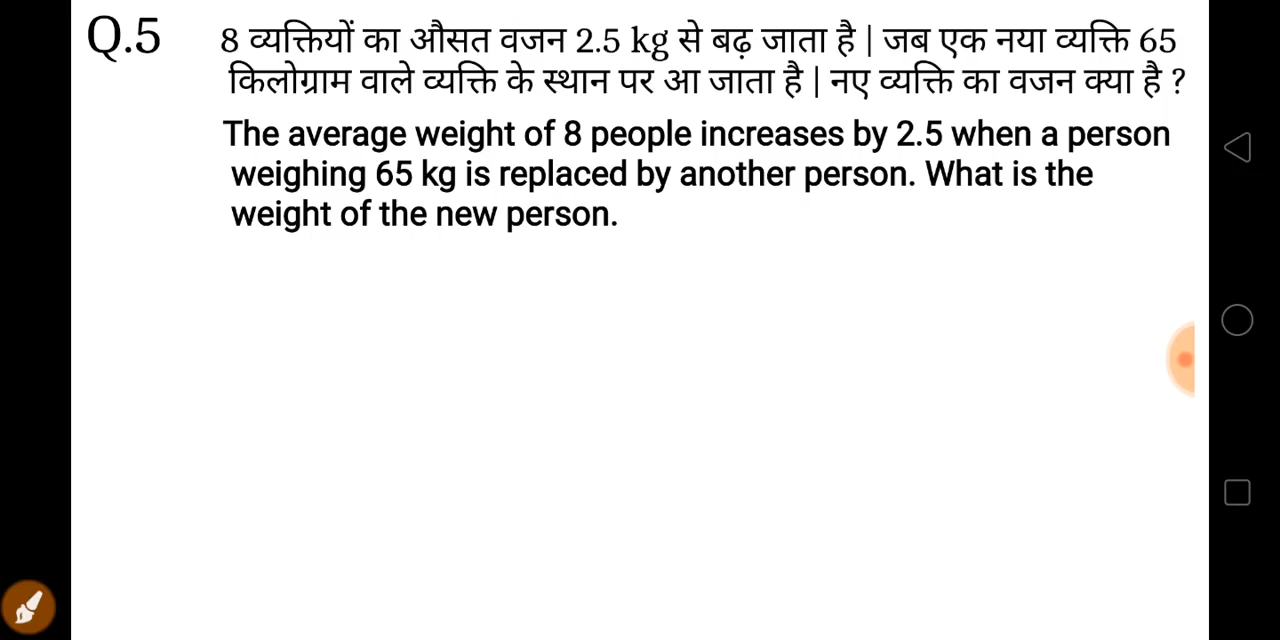 Q.5 8 व्यक्तियों का औसत वजन 2.5 kg से बढ़ जाता है | जब एक नया व्यक्ति 65
किलोग्राम वाले व्यक्ति के स्थान पर आ जाता है | नए व्यक्ति का वजन क्या है ?
The average weight of 8 people increases by 2.5 when a person
weighing 65 kg is replaced by another person. What is the
weight of the new person.